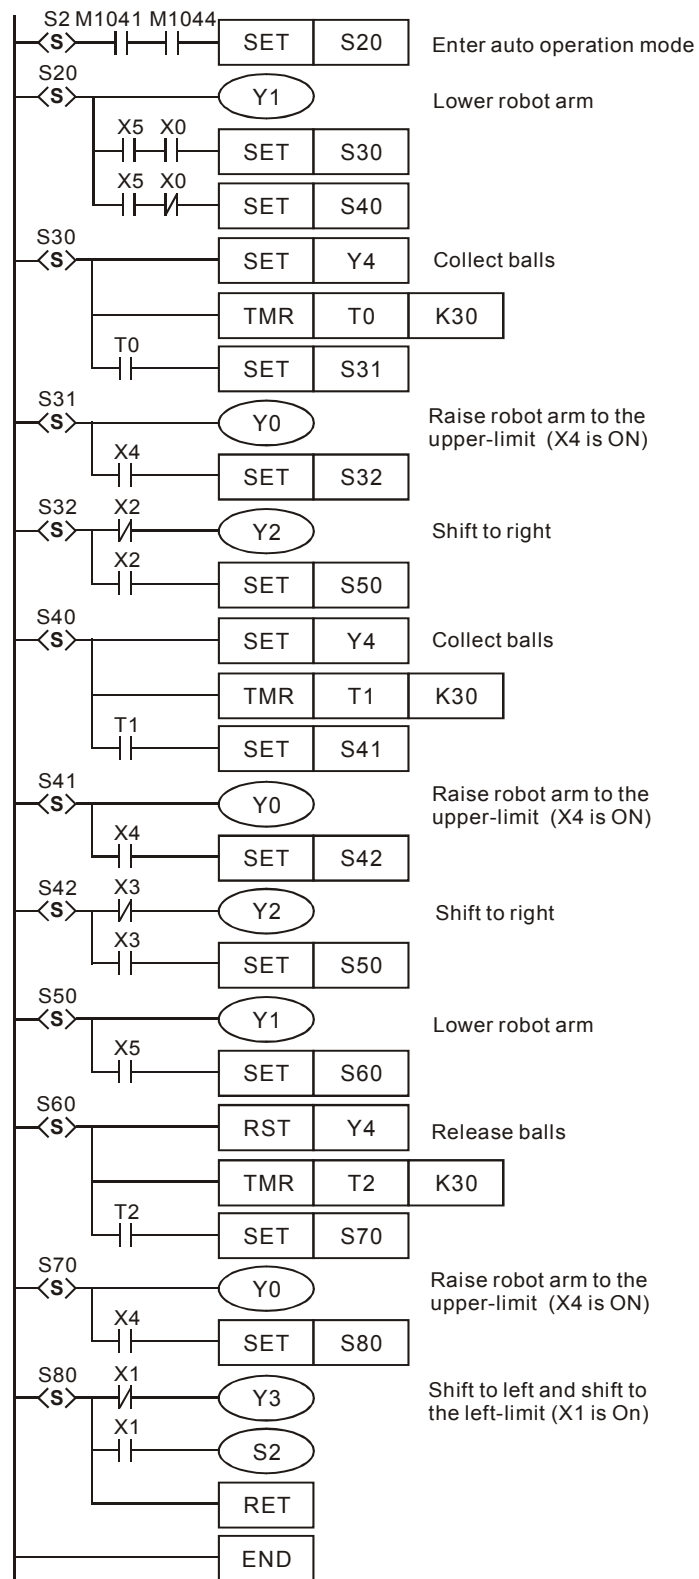 S2 M1041 M1044
S SET S20 Enter auto operation mode
S20
S Y1 Lower robot arm
X5 X0
SET S30
X5 X0
SET S40
S30
S SET Y4 Collect balls
TMR T0 K30
T0
SET S31
S31
S Y0 Raise robot arm to the
upper-limit (X4 is ON)
X4
SET S32
S32 X2
S Y2 Shift to right
X2
SET S50
S40
S SET Y4 Collect balls
TMR T1 K30
T1
SET S41
S41
S Y0 Raise robot arm to the
upper-limit (X4 is ON)
X4
SET S42
S42 X3
S Y2 Shift to right
X3
SET S50
S50
S Y1 Lower robot arm
X5
SET S60
S60
S RST Y4 Release balls
TMR T2 K30
T2
SET S70
S70
S Y0 Raise robot arm to the
upper-limit (X4 is ON)
X4
SET S80
S80 X1
S Y3 Shift to left and shift to
the left-limit (X1 is On)
X1
S2
RET
END